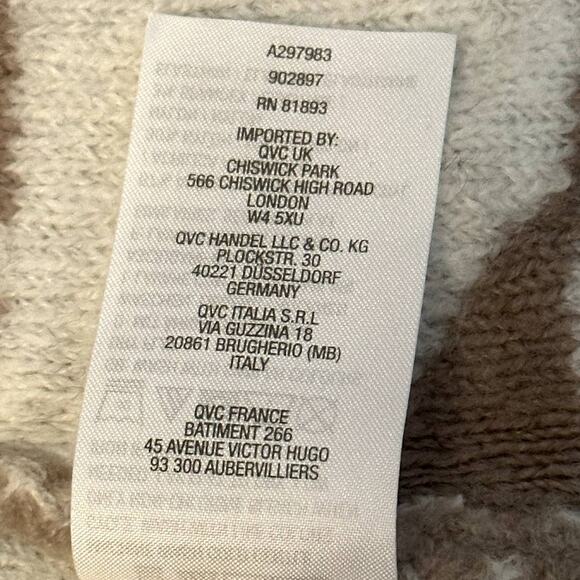 A297983
902897
RN 81893
IMPORTED BY:
QVC UK
CHISWICK PARK
566 CHISWICK HIGH ROAD
LONDON
W4 5XU
QVC HANDEL LLC & CO. KG
PLOCKSTR. 30
40221 DÜSSELDORF
GERMANY
QVC ITALIA S.R.L
VIA GUZZINA 18
20861 BRUGHERIO (MB)
ITALY
QVC FRANCE
BATIMENT 266
45 AVENUE VICTOR HUGO
93 300 AUBERVILLIERS